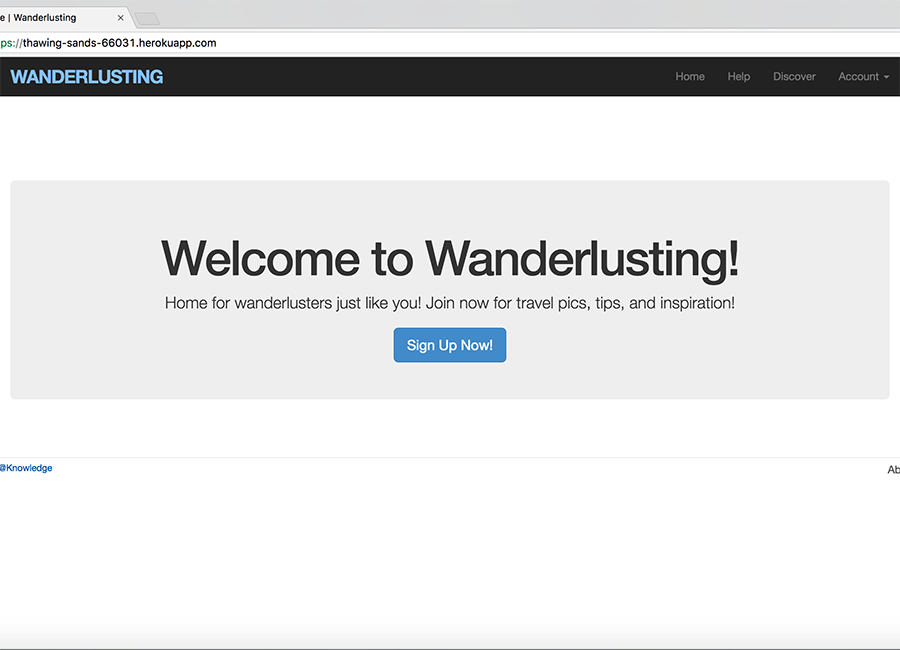 e | Wanderlusting
ps://thawing-sands-66031.herokuapp.com
WANDERLUSTING Home Help Discover Account
Welcome to Wanderlusting!
Home for wanderlusters just like you! Join now for travel pics, tips, and inspiration!
Sign Up Now!
@Knowledge Ab